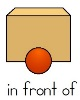 in front of